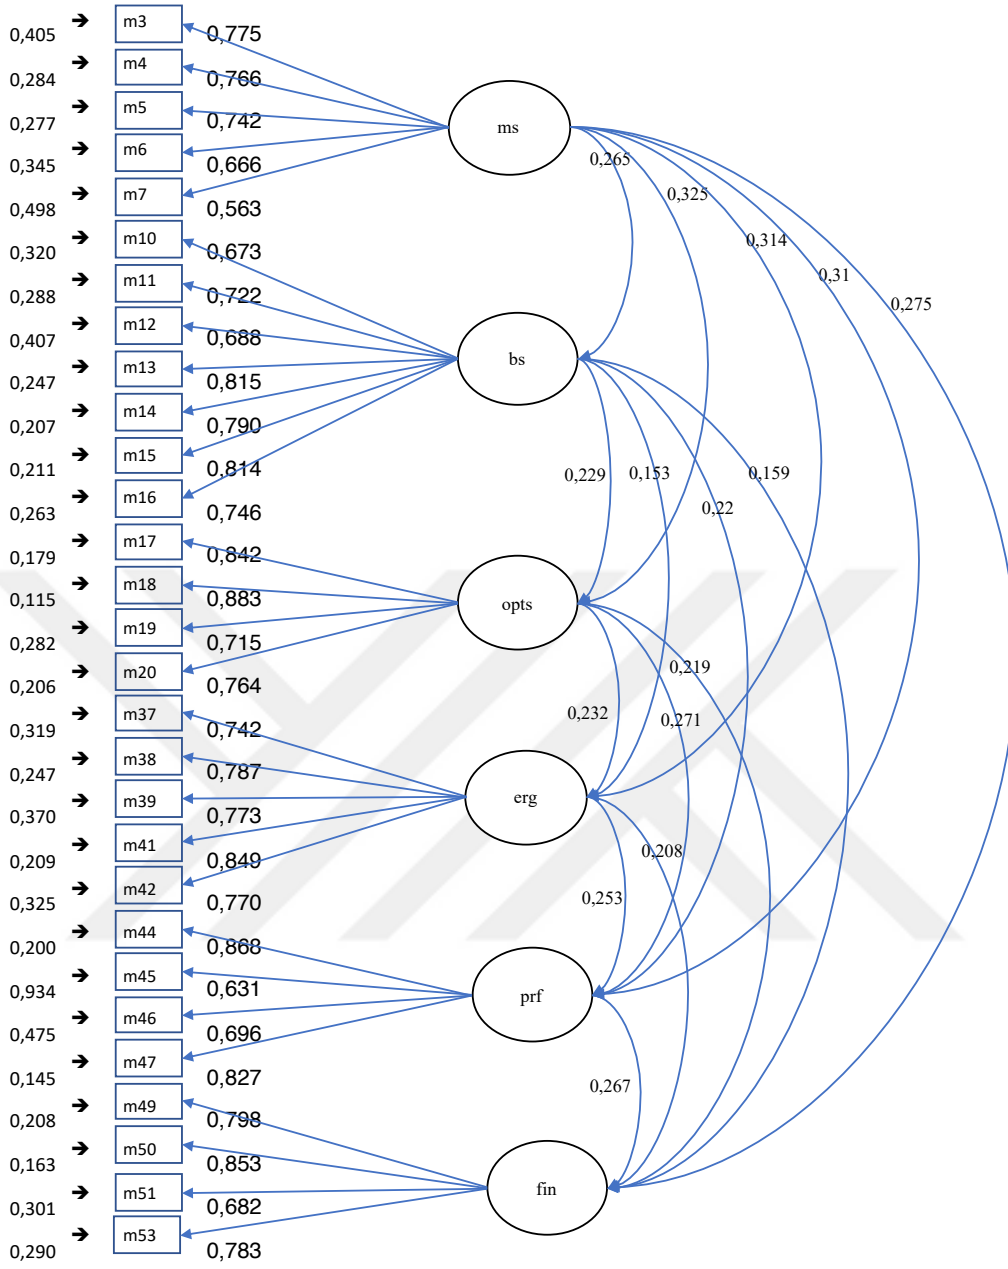 m3
0,405 ➔ 0,775
m4
0,284 ➔ 0,766
m5
0,277 ➔ 0,742
m6
0,345 ➔ 0,666
m7
0,498 ➔ 0,563
m10
0,320 ➔ 0,673
m11
0,288 ➔ 0,722
m12
0,407 ➔ 0,688
m13
0,247 ➔ 0,815
m14
0,207 ➔ 0,790
m15
0,211 ➔ 0,814
m16
0,263 ➔ 0,746
m17
0,179 ➔ 0,842
m18
0,115 ➔ 0,883
m19
0,282 ➔ 0,715
m20
0,206 ➔ 0,764
m37
0,319 ➔ 0,742
m38
0,247 ➔ 0,787
m39
0,370 ➔ 0,773
m41
0,209 ➔ 0,849
m42
0,325 ➔ 0,770
m44
0,200 ➔ 0,868
m45
0,934 ➔ 0,631
m46
0,475 ➔ 0,696
m47
0,145 ➔ 0,827
m49
0,208 ➔ 0,798
m50
0,163 ➔ 0,853
m51
0,301 ➔ 0,682
m53
0,290 0,783
ms
bs
opts
erg
prf
fin
0,265
0,325
0,314
0,31
0,275
0,229
0,153
0,22
0,159
0,232
0,271
0,219
0,253
0,208
0,267